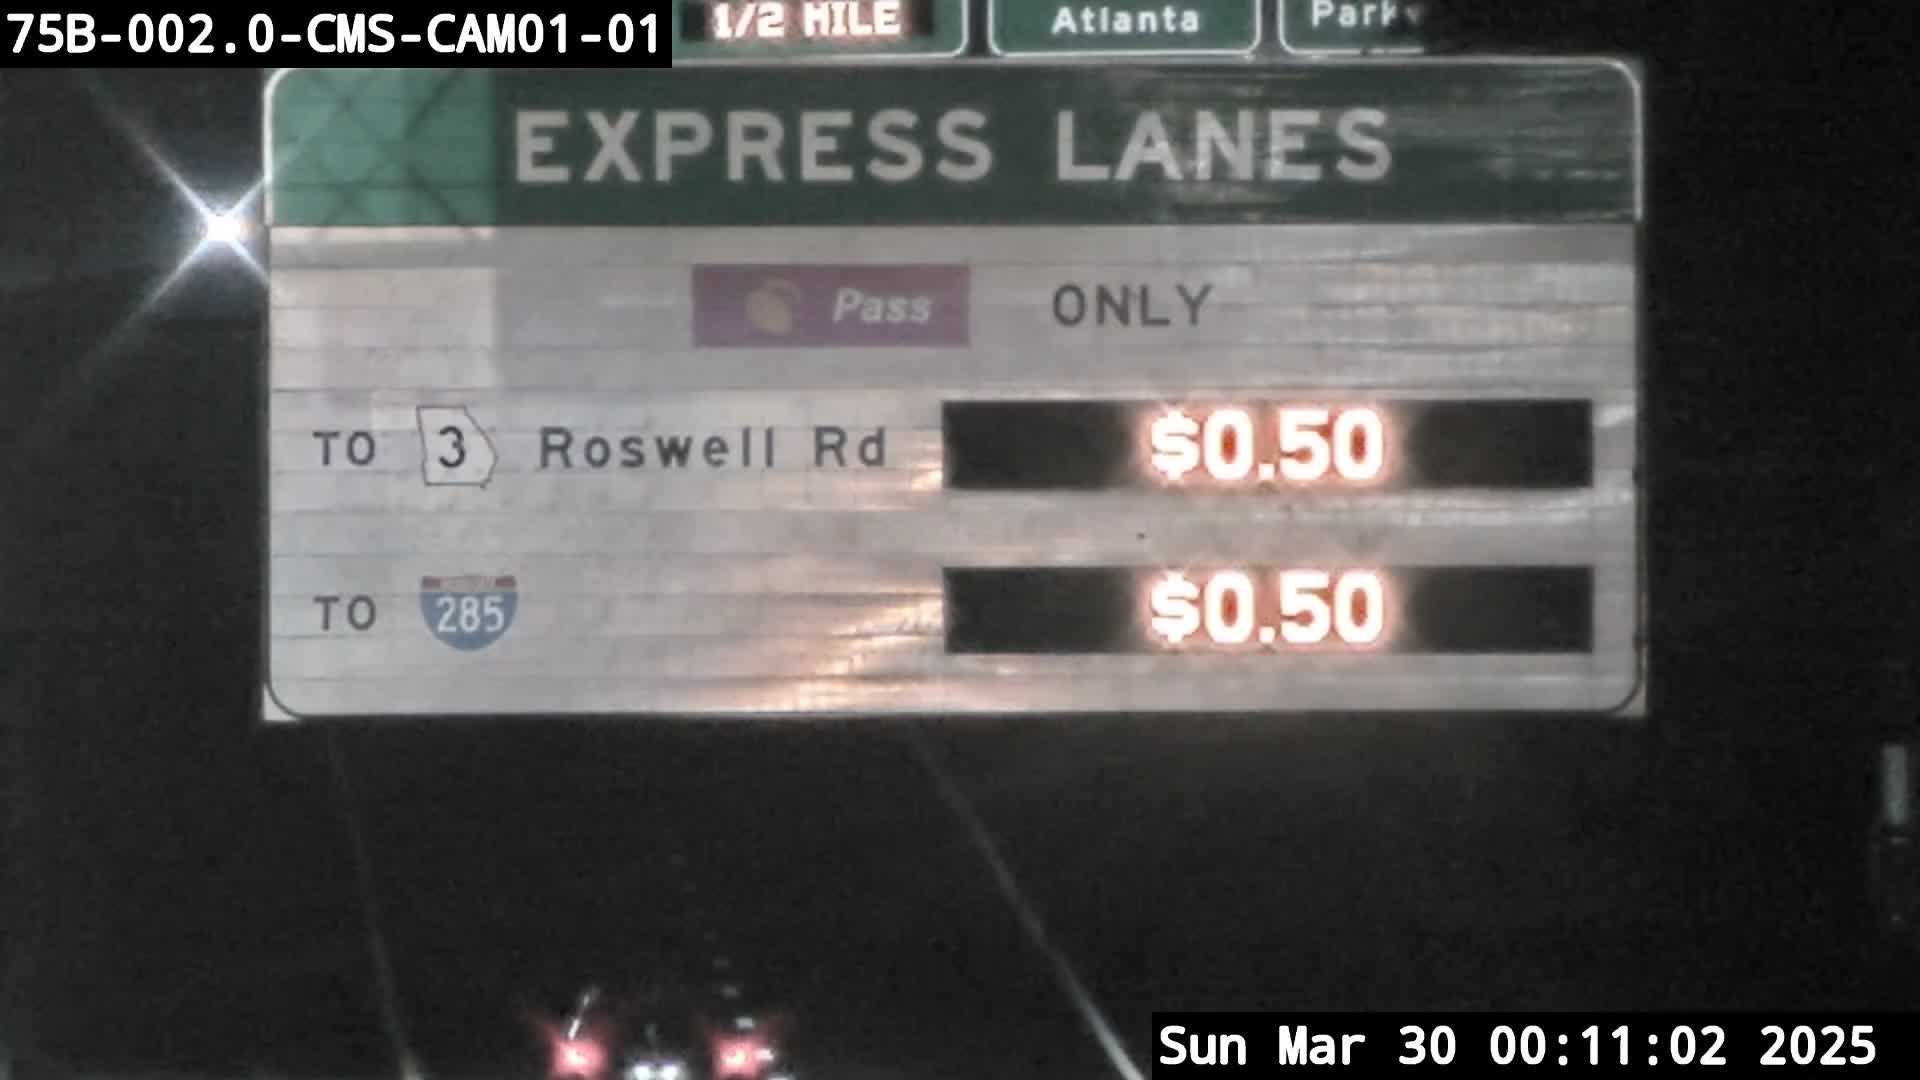 75B-002.0-CMS-CAM01-01
1/2 MILE
Atlanta
EXPRESS LANES
Pass ONLY
TO 3 Roswell Rd $0.50
TO 285 $0.50
Sun Mar 30 00:11:02 2025